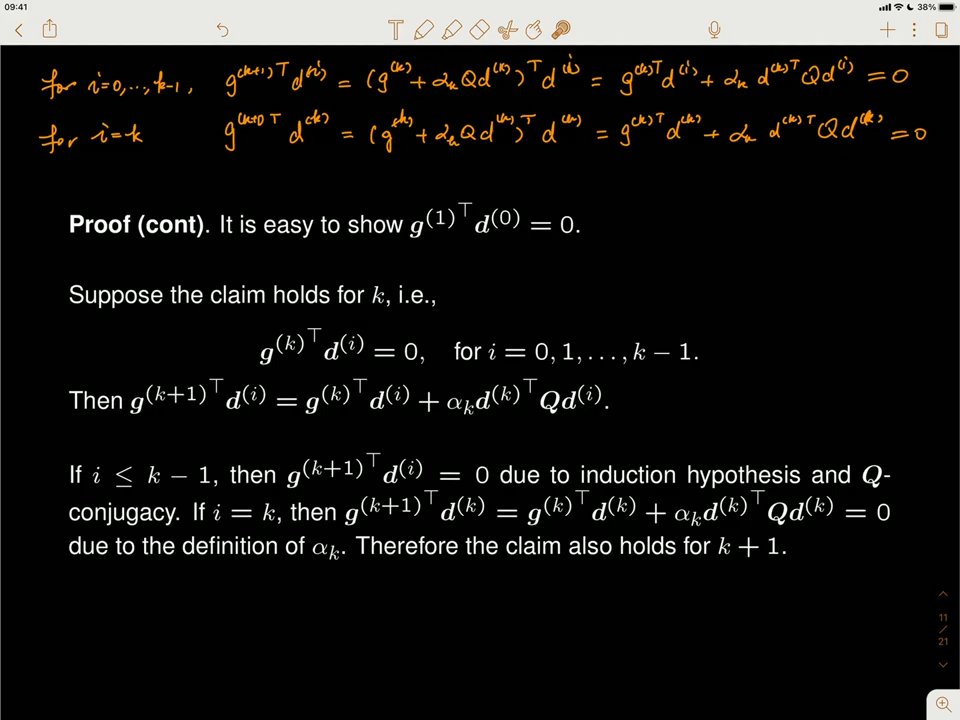 09:41
38%
for i=0,...,k-1, g^{(k+1)⊤} d^{(i)} = (g^{(k)} + α_k Q d^{(k)})^⊤ d^{(i)} = g^{(k)⊤} d^{(i)} + α_k d^{(k)⊤} Q d^{(i)} = 0
for i=k g^{(k+1)⊤} d^{(k)} = (g^{(k)} + α_k Q d^{(k)})^⊤ d^{(k)} = g^{(k)⊤} d^{(k)} + α_k d^{(k)⊤} Q d^{(k)} = 0
Proof (cont). It is easy to show g^{(1)⊤} d^{(0)} = 0.
Suppose the claim holds for k, i.e.,
g^{(k)⊤} d^{(i)} = 0, for i = 0, 1, . . . , k − 1.
Then g^{(k+1)⊤} d^{(i)} = g^{(k)⊤} d^{(i)} + α_k d^{(k)⊤} Q d^{(i)}.
If i ≤ k − 1, then g^{(k+1)⊤} d^{(i)} = 0 due to induction hypothesis and Q-
conjugacy. If i = k, then g^{(k+1)⊤} d^{(k)} = g^{(k)⊤} d^{(k)} + α_k d^{(k)⊤} Q d^{(k)} = 0
due to the definition of α_k. Therefore the claim also holds for k + 1.
11
/
21